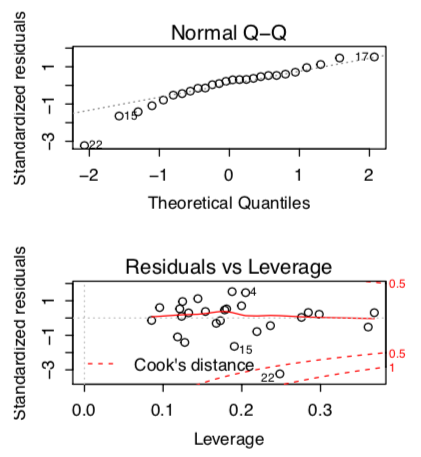 Normal Q−Q
Standardized residuals
1
−1
−3
17
15
22
−2 −1 0 1 2
Theoretical Quantiles
Residuals vs Leverage
Standardized residuals
1
−1
−3
0.5
4
15
0.5
Cook's distance
1
22
0.0 0.1 0.2 0.3
Leverage